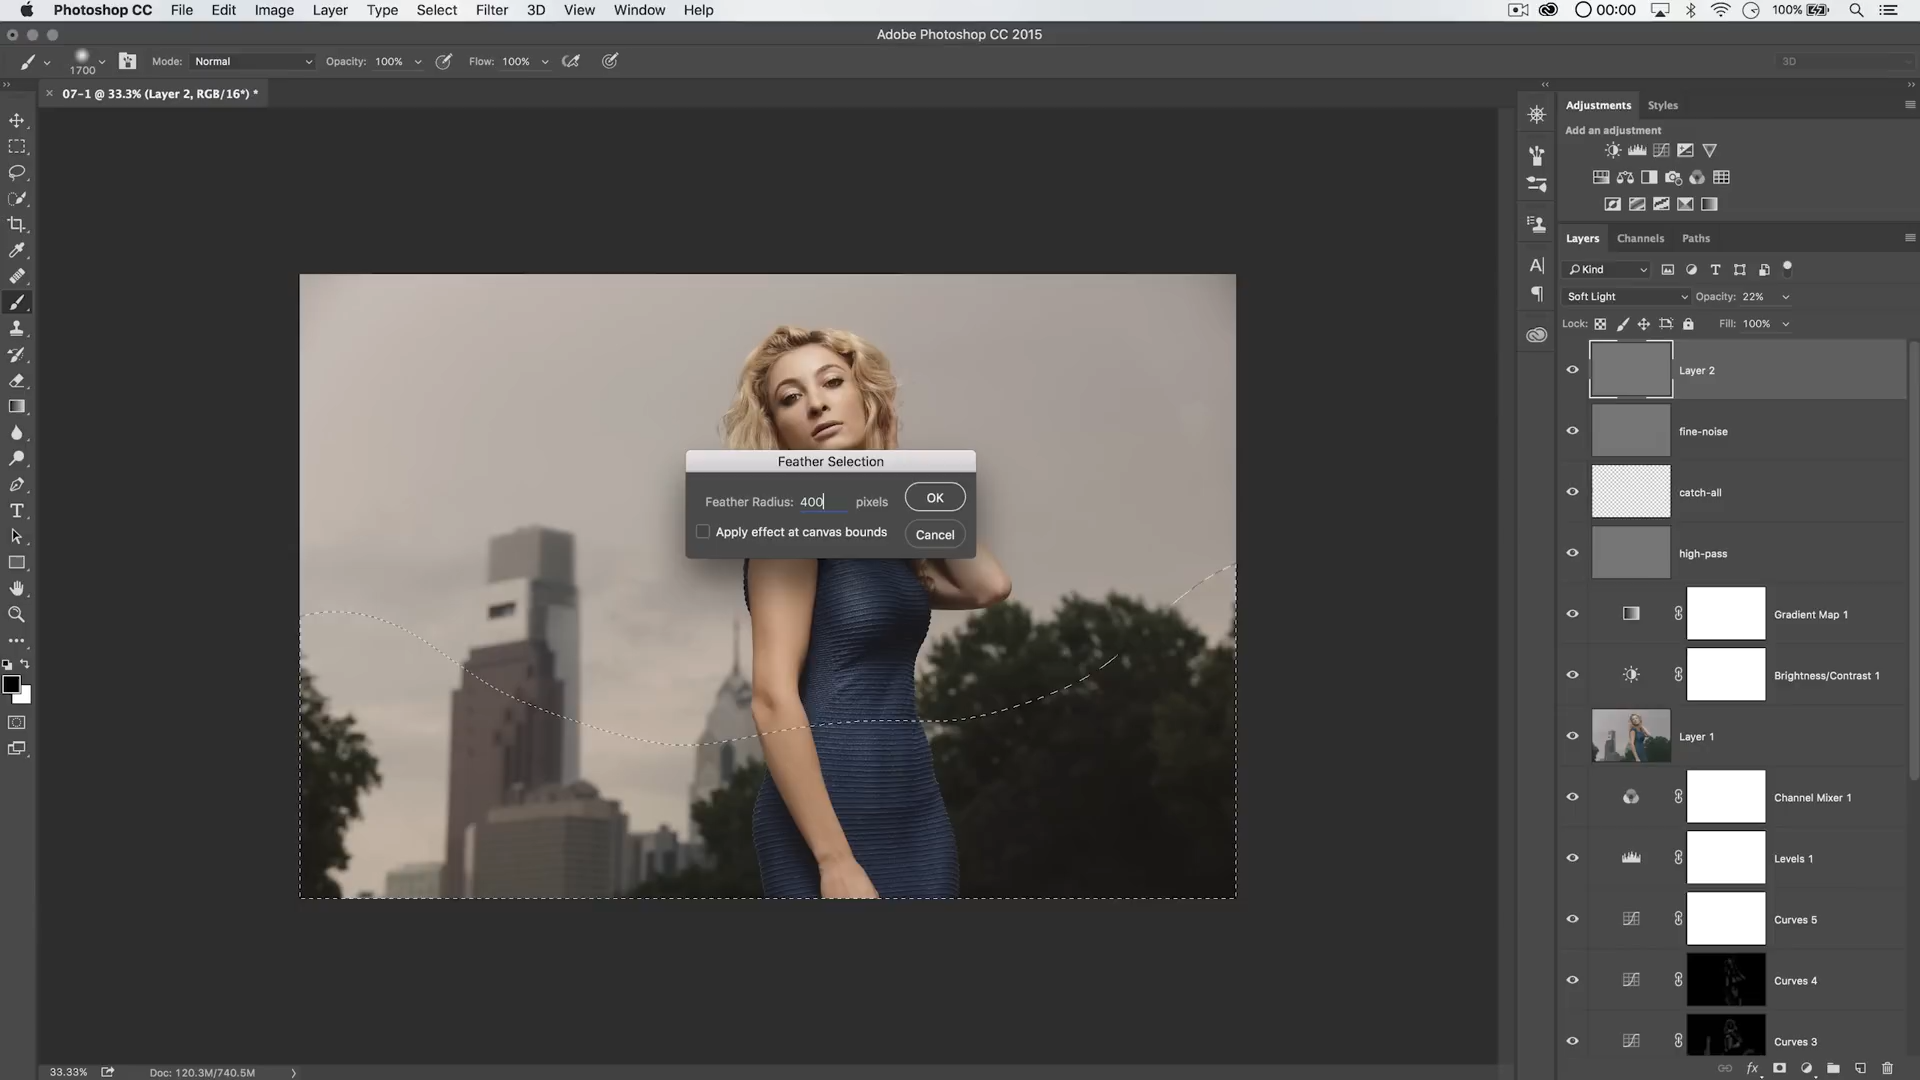 Photoshop CC File Edit Image Layer Type Select Filter 3D View Window Help 00:00 100%
Adobe Photoshop CC 2015
1700 Mode: Normal Opacity: 100% Flow: 100% 3D
07-1 @ 33.3% (Layer 2, RGB/16*) *
Adjustments Styles
Add an adjustment
Layers Channels Paths
Kind
Soft Light Opacity: 22%
Lock: Fill: 100%
Layer 2
fine-noise
catch-all
high-pass
Gradient Map 1
Brightness/Contrast 1
Layer 1
Channel Mixer 1
Levels 1
Curves 5
Curves 4
Curves 3
Feather Selection
Feather Radius: 400 pixels OK
Apply effect at canvas bounds Cancel
33.33% Doc: 120.3M/740.5M